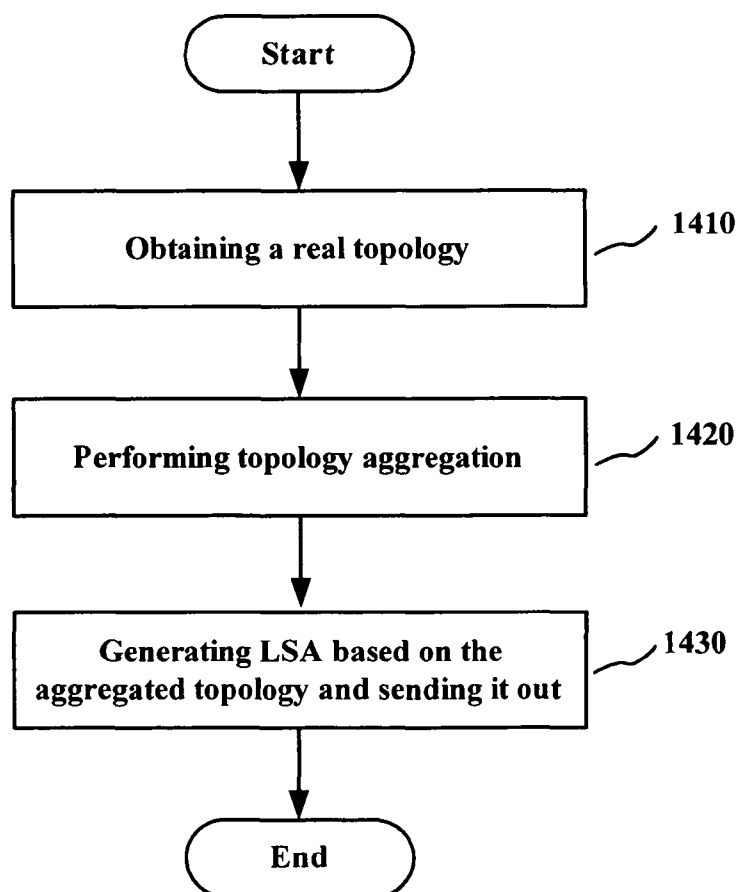 Start
Obtaining a real topology
1410
Performing topology aggregation
1420
Generating LSA based on the
aggregated topology and sending it out
1430
End